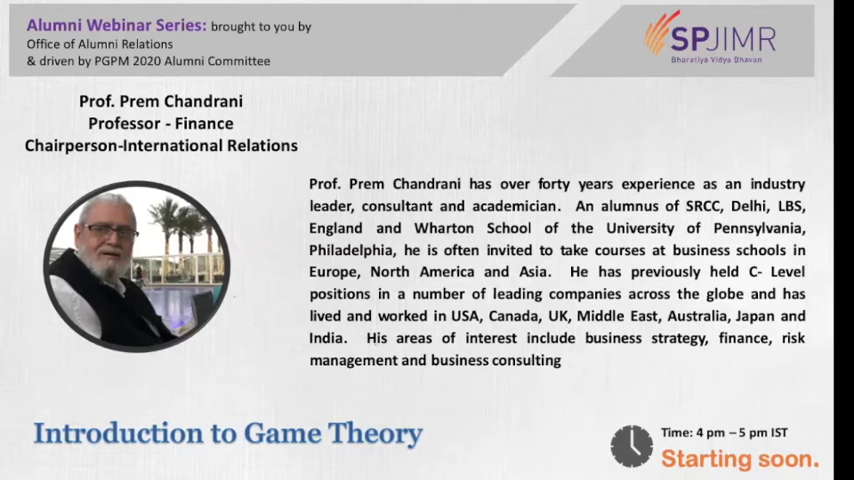 Alumni Webinar Series: brought to you by
Office of Alumni Relations
& driven by PGPM 2020 Alumni Committee
SPJIMR
Bharatiya Vidya Bhavan
Prof. Prem Chandrani
Professor - Finance
Chairperson-International Relations
Prof. Prem Chandrani has over forty years experience as an industry
leader, consultant and academician. An alumnus of SRCC, Delhi, LBS,
England and Wharton School of the University of Pennsylvania,
Philadelphia, he is often invited to take courses at business schools in
Europe, North America and Asia. He has previously held C- Level
positions in a number of leading companies across the globe and has
lived and worked in USA, Canada, UK, Middle East, Australia, Japan and
India. His areas of interest include business strategy, finance, risk
management and business consulting
Introduction to Game Theory
Time: 4 pm – 5 pm IST
Starting soon.